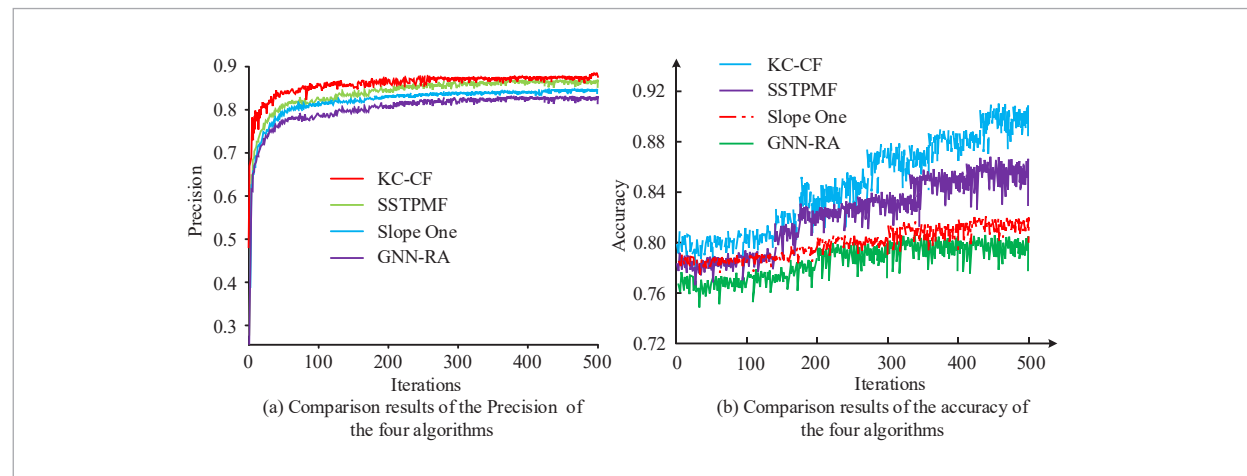 0.9
0.8
0.7
0.6
0.5
0.4
0.3
Precision
KC-CF
SSTPMF
Slope One
GNN-RA
0 100 200 300 400 500
Iterations
(a) Comparison results of the Precision of
the four algorithms
KC-CF
SSTPMF
Slope One
GNN-RA
0.92
0.88
0.84
0.80
0.76
0.72
Accuracy
0 100 200 300 400 500
Iterations
(b) Comparison results of the accuracy of
the four algorithms